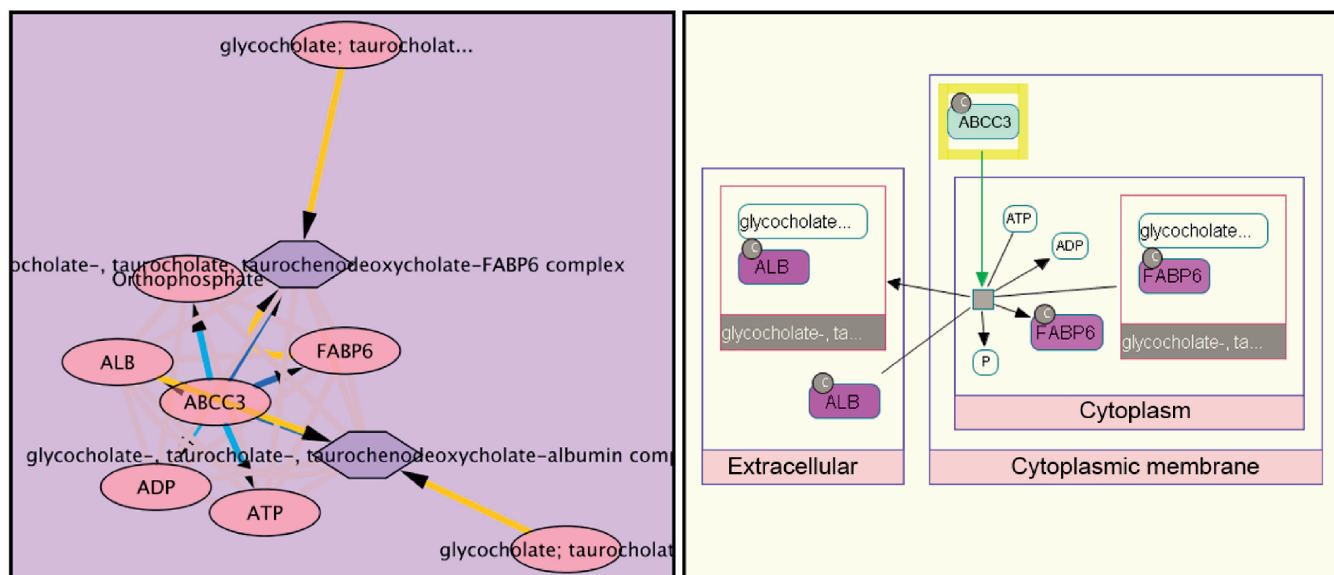 glycocholate; taurocholat...
ocholate-, taurocholate, taurochenodeoxycholate-FABP6 complex
Orthophosphate
ALB
FABP6
ABCC3
glycocholate-, taurocholate-, taurochenodeoxycholate-albumin comp
ADP
ATP
glycocholate; taurocholat
C
ABCC3
glycocholate...
C
ALB
glycocholate-, ta...
C
ALB
Extracellular
ATP
ADP
C
FABP6
P
glycocholate...
C
FABP6
glycocholate-, ta...
Cytoplasm
Cytoplasmic membrane